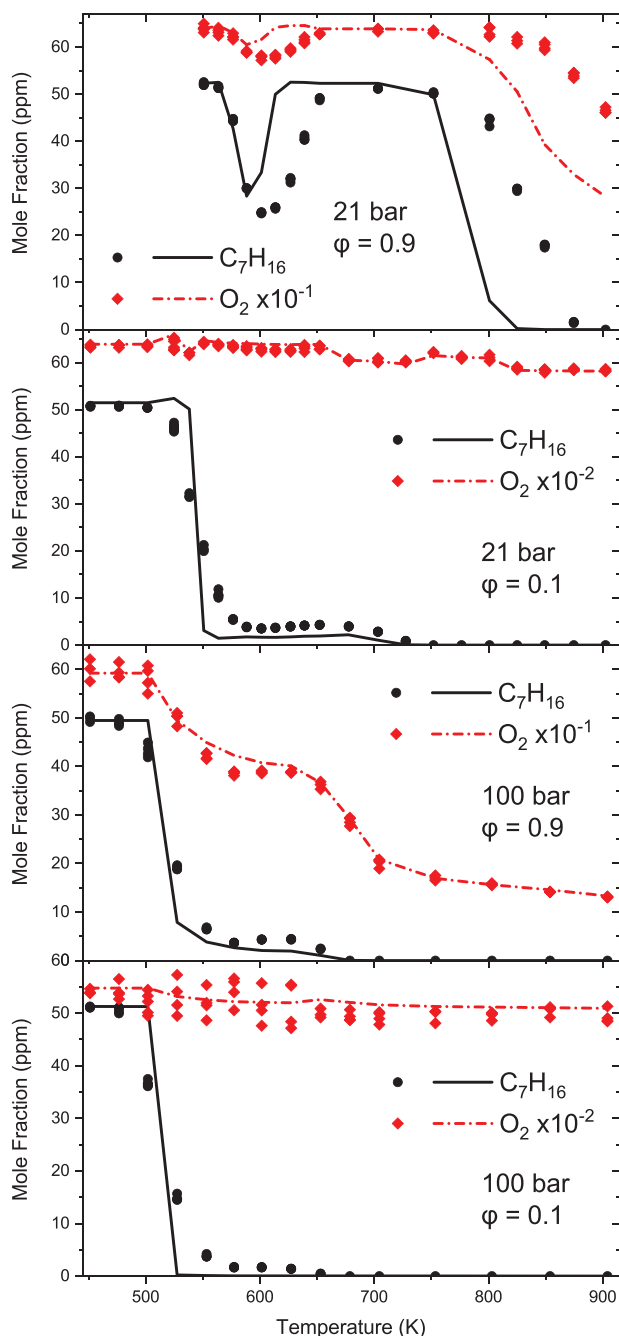 Mole Fraction (ppm)
60
50
40
30
20
10
0
21 bar
φ = 0.9
C₇H₁₆
O₂ x10⁻¹
Mole Fraction (ppm)
60
50
40
30
20
10
0
C₇H₁₆
O₂ x10⁻²
21 bar
φ = 0.1
Mole Fraction (ppm)
60
50
40
30
20
10
0
C₇H₁₆
O₂ x10⁻¹
100 bar
φ = 0.9
Mole Fraction (ppm)
60
50
40
30
20
10
0
C₇H₁₆
O₂ x10⁻²
100 bar
φ = 0.1
500 600 700 800 900
Temperature (K)